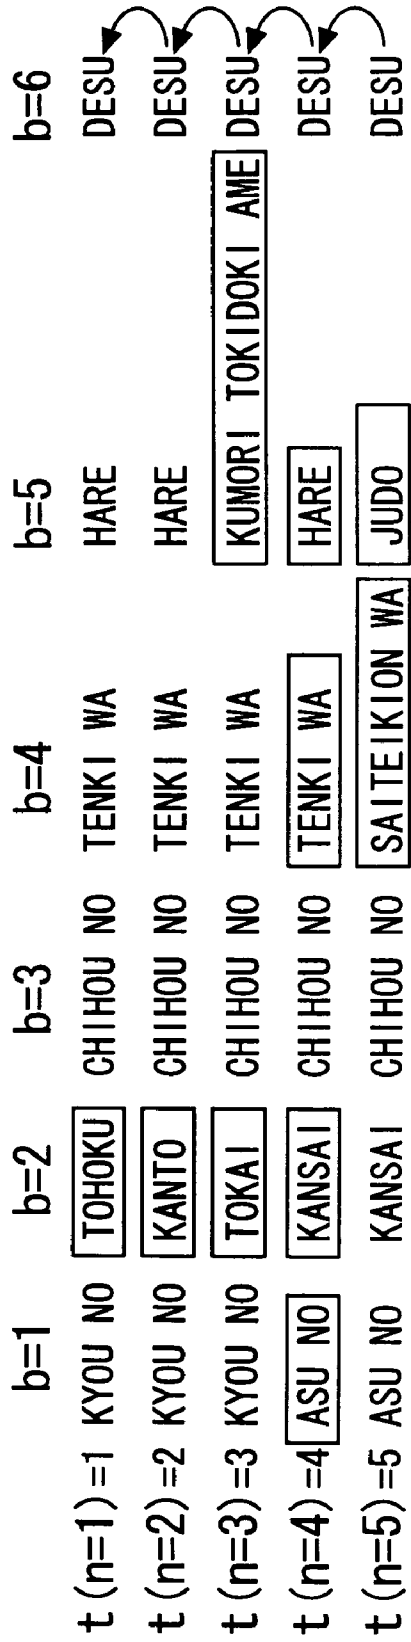 b=1 b=2 b=3 b=4 b=5 b=6
t(n=1)=1 KYOU NO TOHOKU CHIHOU NO TENKI WA HARE DESU
t(n=2)=2 KYOU NO KANTO CHIHOU NO TENKI WA HARE DESU
t(n=3)=3 KYOU NO TOKAI CHIHOU NO TENKI WA KUMORI TOKIDOKI AME DESU
t(n=4)=4 ASU NO KANSAI CHIHOU NO TENKI WA HARE DESU
t(n=5)=5 ASU NO KANSAI CHIHOU NO SAITEIKION WA JUDO DESU